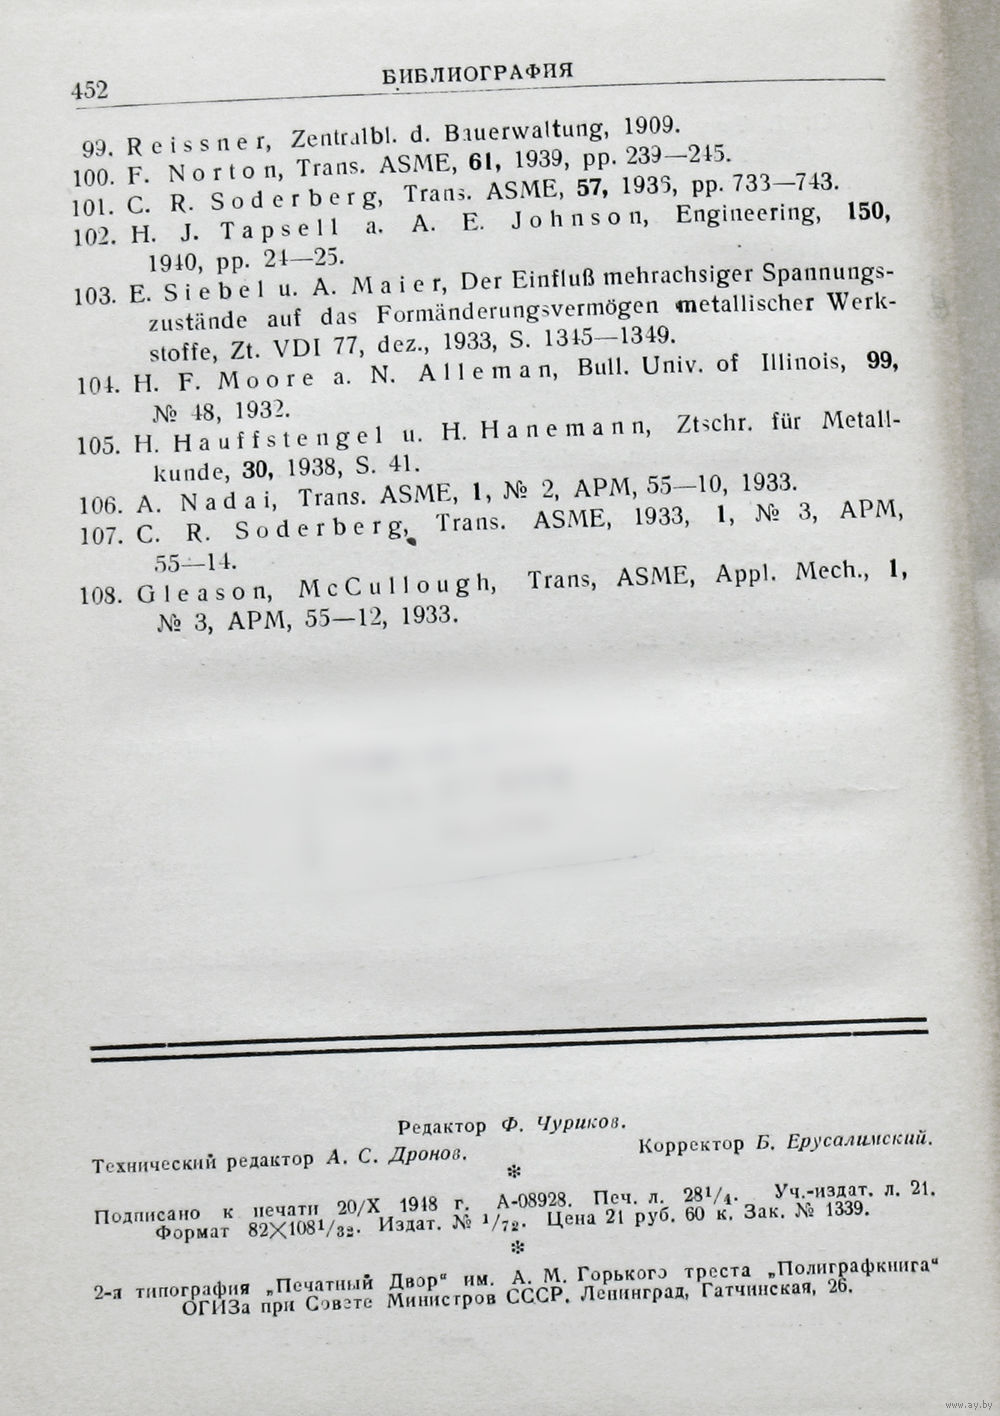 452
БИБЛИОГРАФИЯ
99. Reissner, Zentralbl. d. Bauerwaltung, 1909.
100. F. Norton, Trans. ASME, 61, 1939, pp. 239—245.
101. C. R. Soderberg, Trans. ASME, 57, 1935, pp. 733—743.
102. H. J. Tapsell a. A. E. Johnson, Engineering, 150,
1940, pp. 24—25.
103. E. Siebel u. A. Maier, Der Einfluß mehrachsiger Spannungs-
zustände auf das Formänderungsvermögen metallischer Werk-
stoffe, Zt. VDI 77, dez., 1933, S. 1345—1349.
104. H. F. Moore a. N. Alleman, Bull. Univ. of Illinois, 99,
№ 48, 1932.
105. H. Hauffstengel u. H. Hanemann, Ztschr. für Metall-
kunde, 30, 1938, S. 41.
106. A. Nadai, Trans. ASME, 1, № 2, APM, 55—10, 1933.
107. C. R. Soderberg, Trans. ASME, 1933, 1, № 3, APM,
55—14.
108. Gleason, McCullough, Trans, ASME, Appl. Mech., 1,
№ 3, APM, 55—12, 1933.
Редактор Ф. Чуриков.
Технический редактор А. С. Дронов.
Корректор Б. Ерусалимский.
*
Подписано к печати 20/X 1948 г. А-08928. Печ. л. 28¹/₄. Уч.-издат. л. 21.
Формат 82×108¹/₃₂. Издат. № ¹/₇₂. Цена 21 руб. 60 к. Зак. № 1339.
*
2-я типография „Печатный Двор“ им. А. М. Горького треста „Полиграфкнига“
ОГИЗа при Совете Министров СССР. Ленинград, Гатчинская, 26.
www.ay.by